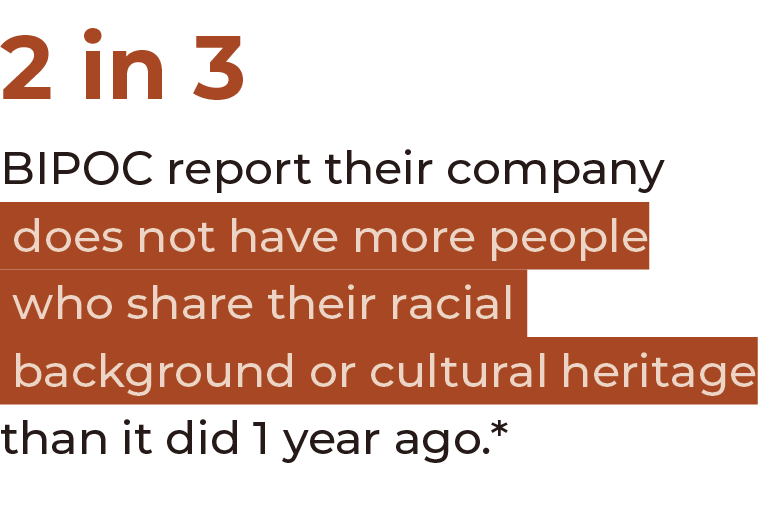 2 in 3
BIPOC report their company
does not have more people
who share their racial
background or cultural heritage
than it did 1 year ago.*